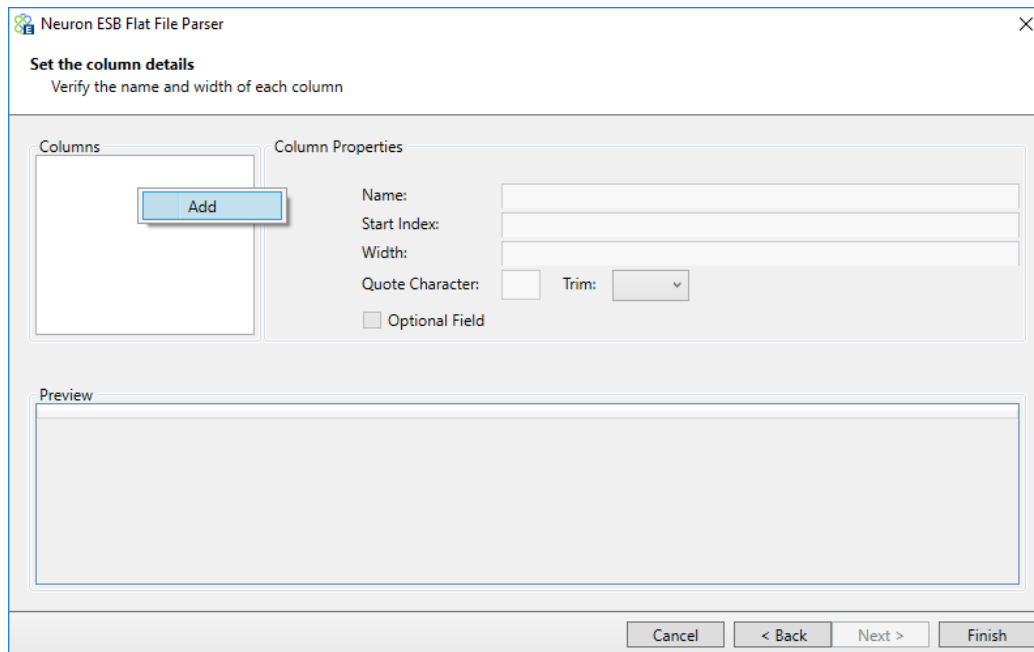 Neuron ESB Flat File Parser
Set the column details
Verify the name and width of each column
Columns
Add
Column Properties
Name:
Start Index:
Width:
Quote Character: Trim:
Optional Field
Preview
Cancel < Back Next > Finish